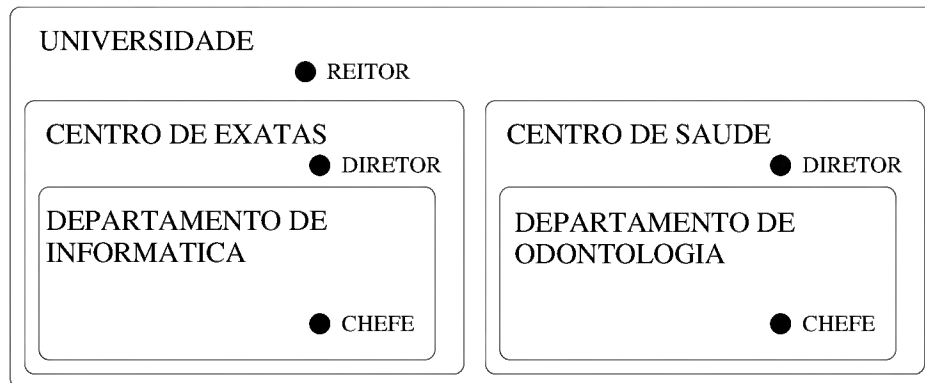 UNIVERSIDADE
REITOR
CENTRO DE EXATAS
DIRETOR
DEPARTAMENTO DE
INFORMATICA
CHEFE
CENTRO DE SAUDE
DIRETOR
DEPARTAMENTO DE
ODONTOLOGIA
CHEFE